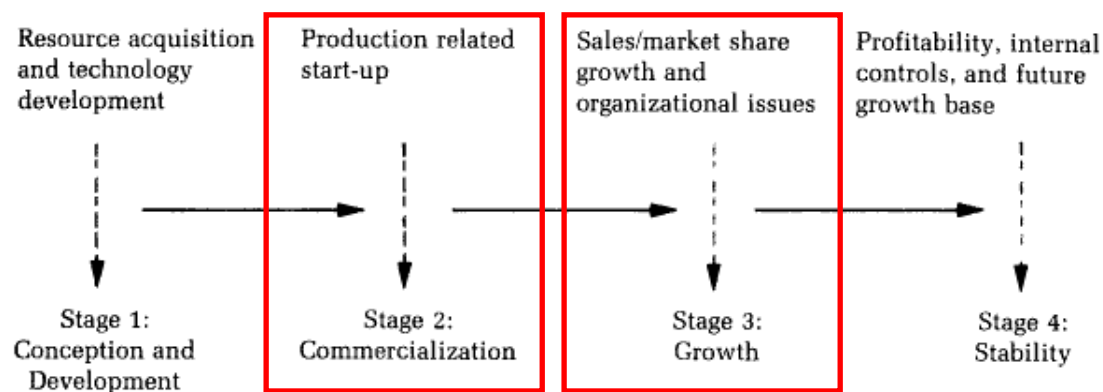 Resource acquisition
and technology
development
Production related
start-up
Sales/market share
growth and
organizational issues
Profitability, internal
controls, and future
growth base
Stage 1:
Conception and
Development
Stage 2:
Commercialization
Stage 3:
Growth
Stage 4:
Stability